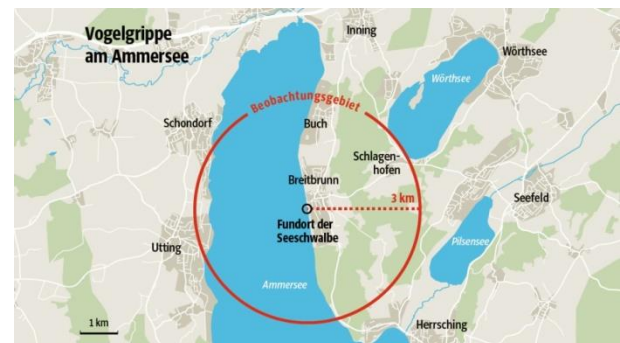 Vogelgrippe
am Ammersee
Inning
Wörthsee
Wörthsee
Beobachtungsgebiet
Schondorf
Buch
Schlagen-
hofen
Breitbrunn
3 km
Seefeld
Fundort der
Seeschwalbe
Utting
Pilsensee
Ammersee
1 km
Herrsching